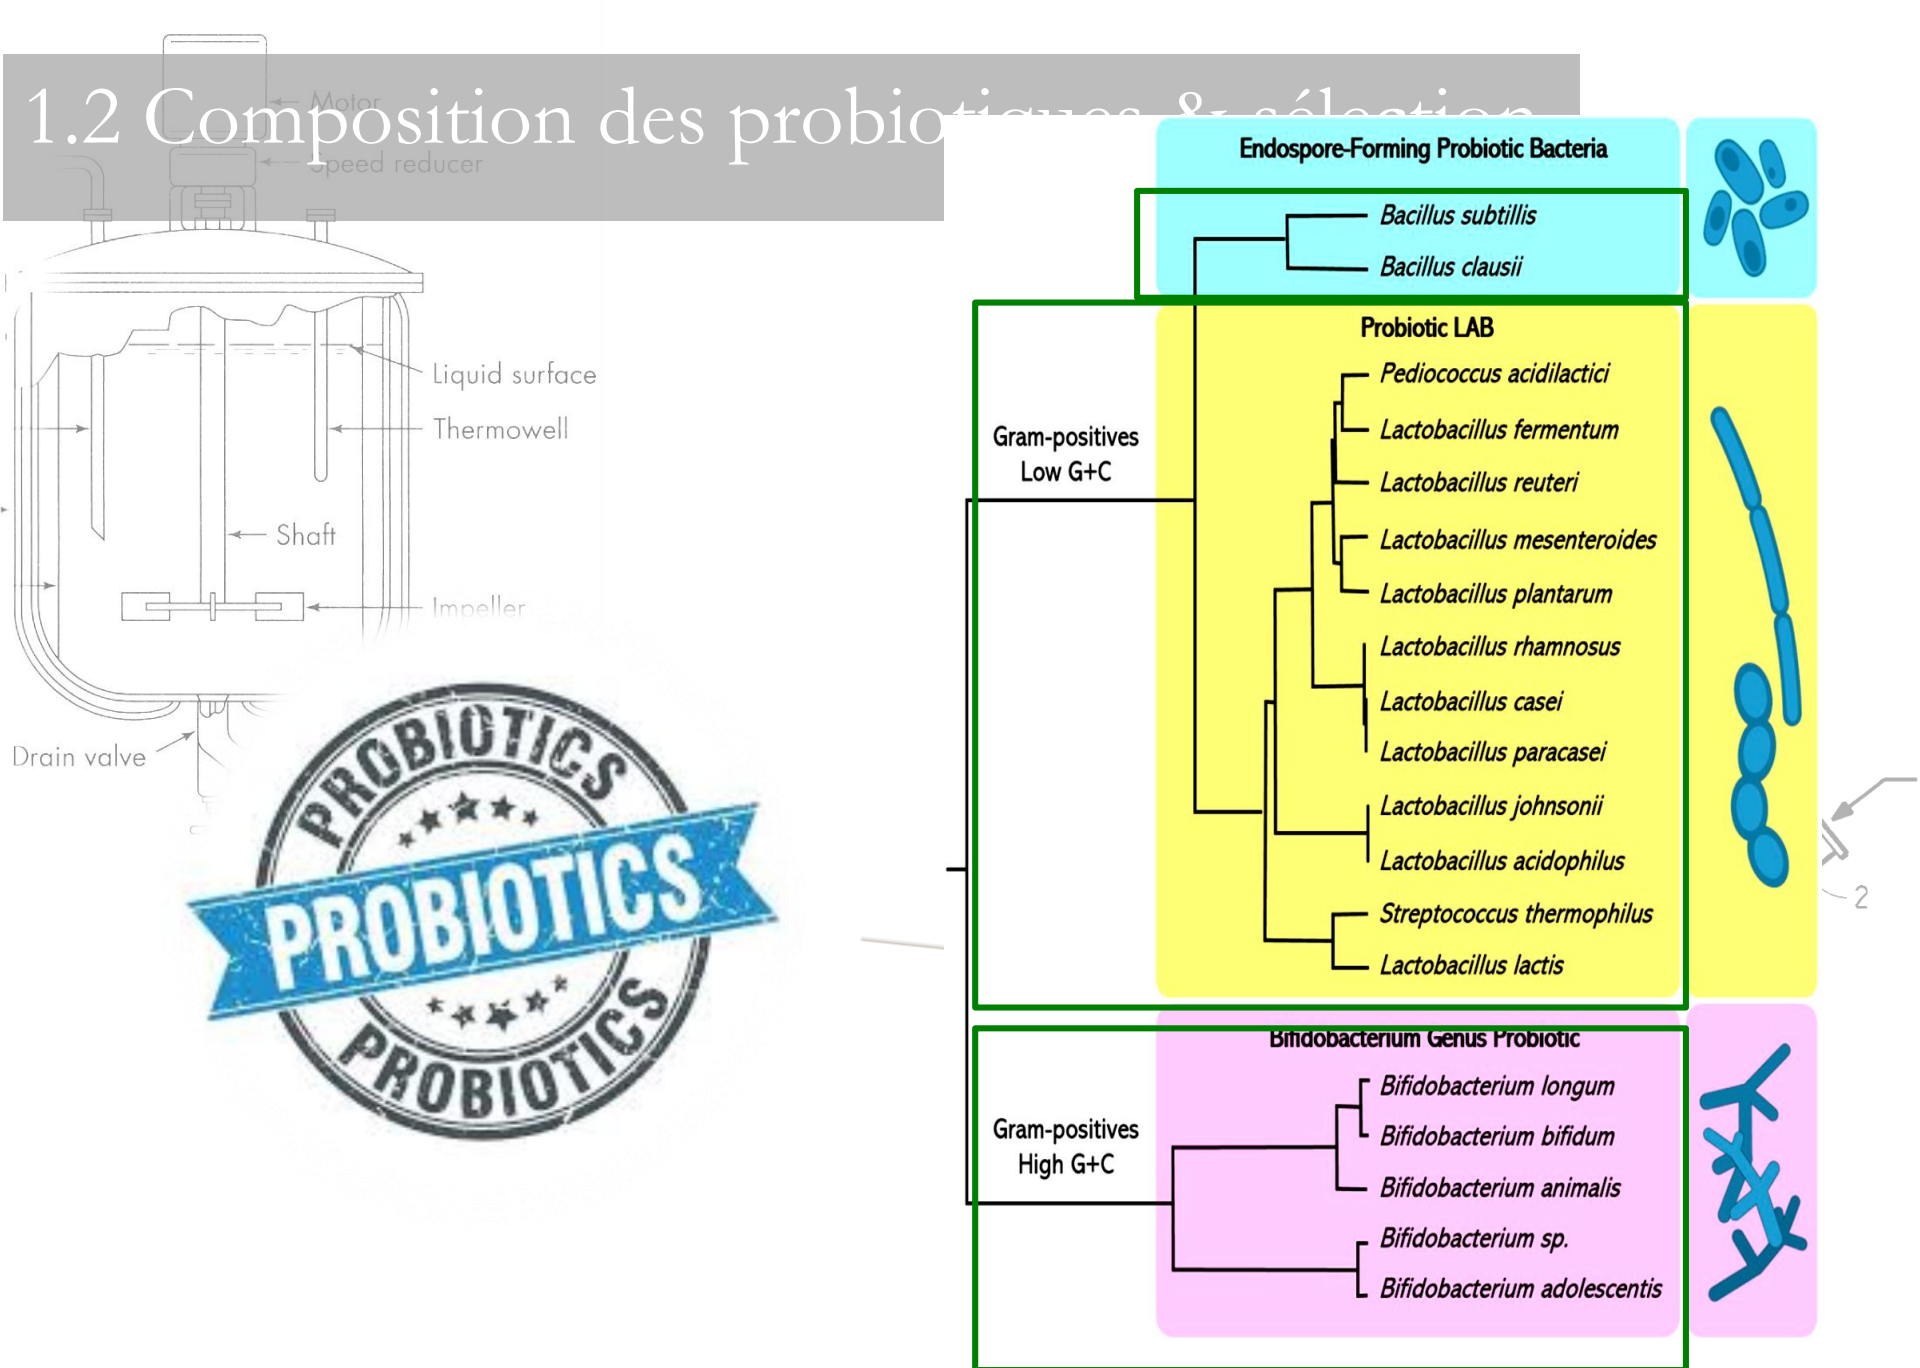 1.2 Composition des probiotiques & sélection
Motor
Speed reducer
Liquid surface
Thermowell
Shaft
Impeller
Drain valve
PROBIOTICS
PROBIOTICS
PROBIOTICS
Endospore-Forming Probiotic Bacteria
Bacillus subtillis
Bacillus clausii
Probiotic LAB
Gram-positives
Low G+C
Pediococcus acidilactici
Lactobacillus fermentum
Lactobacillus reuteri
Lactobacillus mesenteroides
Lactobacillus plantarum
Lactobacillus rhamnosus
Lactobacillus casei
Lactobacillus paracasei
Lactobacillus johnsonii
Lactobacillus acidophilus
Streptococcus thermophilus
Lactobacillus lactis
2
Bifidobacterium Genus Probiotic
Gram-positives
High G+C
Bifidobacterium longum
Bifidobacterium bifidum
Bifidobacterium animalis
Bifidobacterium sp.
Bifidobacterium adolescentis